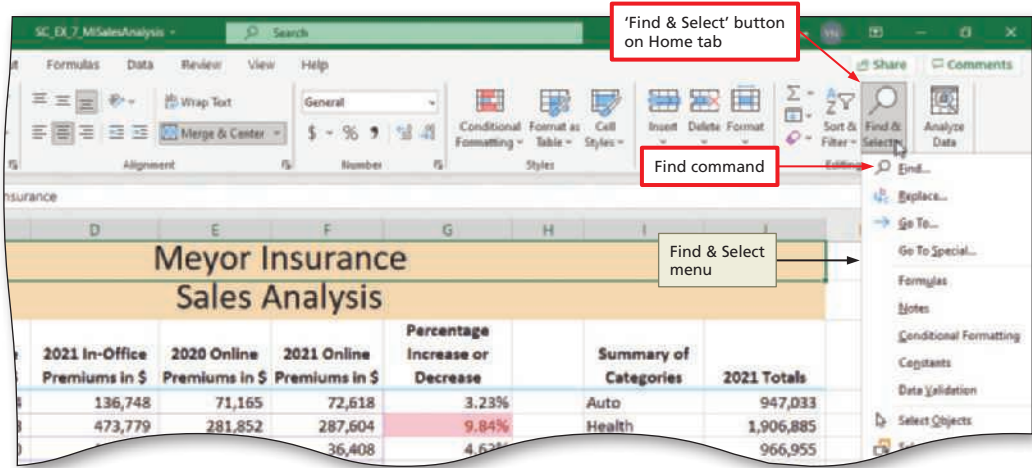 'Find & Select' button
on Home tab
SC_EX_7_MISalesAnalysis
Search
Formulas Data Review View Help
Share Comments
Wrap Text
General
Merge & Center
$ % 9
Conditional
Formatting
Format as
Table
Cell
Styles
Insert Delete Format
Sort &
Filter
Find &
Select
Analyze
Data
Alignment Number Styles
Editing
Find command
Find...
Replace...
Go To...
Go To Special...
Formulas
Notes
Conditional Formatting
Constants
Data Validation
Select Objects
Find & Select
menu
nsurance
D E F G H I J
Meyor Insurance
Sales Analysis
2021 In-Office
Premiums in $
2020 Online
Premiums in $
2021 Online
Premiums in $
Percentage
Increase or
Decrease
Summary of
Categories
2021 Totals
136,748 71,165 72,618 3.23% Auto 947,033
473,779 281,852 287,604 9.84% Health 1,906,885
36,408 966,955